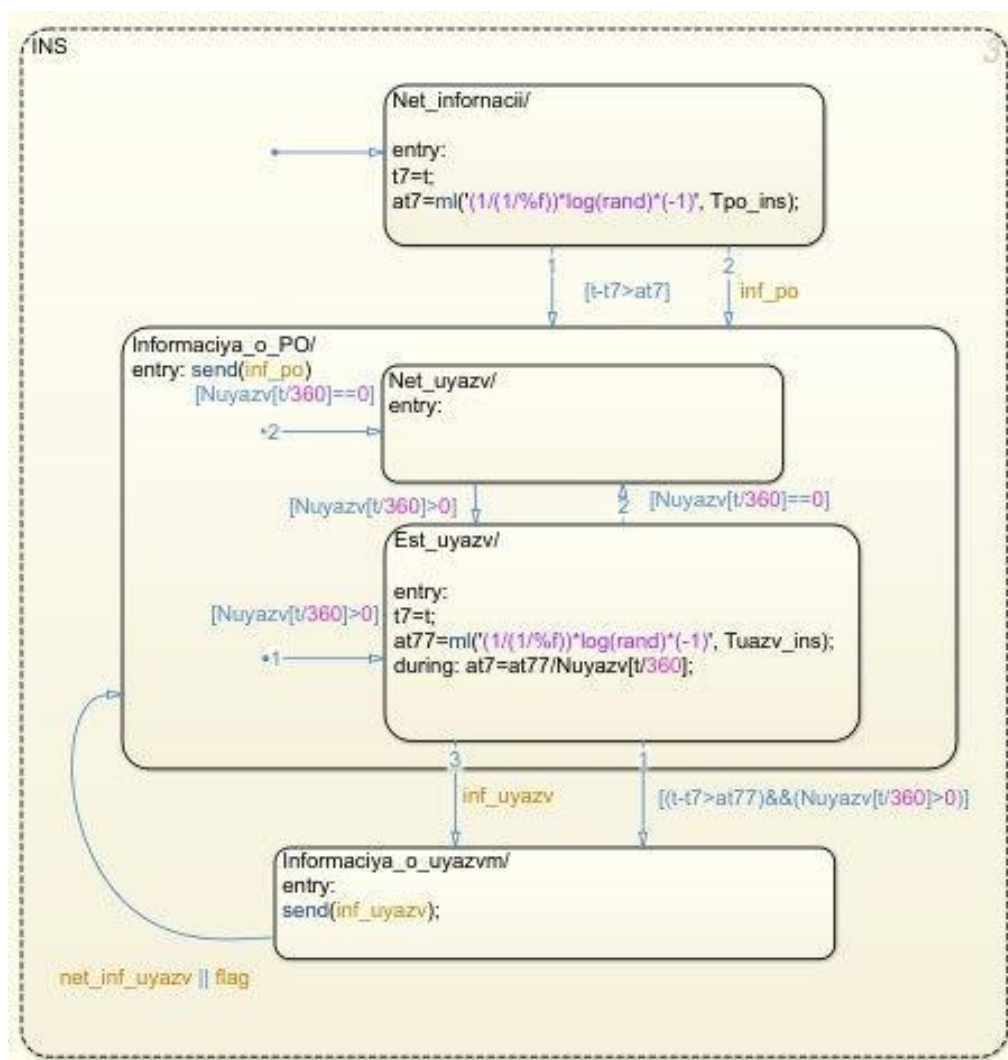 INS
3
Net_infornacii/
entry:
t7=t;
at7=ml('(1/(1/%f))*log(rand)*(-1)', Tpo_ins);
1
2
[t-t7>at7]
inf_po
Informaciya_o_PO/
entry: send(inf_po)
[Nuyazv[t/360]==0]
2
Net_uyazv/
entry:
[Nuyazv[t/360]>0]
2
[Nuyazv[t/360]==0]
Est_uyazv/
entry:
t7=t;
at77=ml('(1/(1/%f))*log(rand)*(-1)', Tuazv_ins);
during: at7=at77/Nuyazv[t/360];
[Nuyazv[t/360]>0]
1
3
1
inf_uyazv
[(t-t7>at77)&&(Nuyazv[t/360]>0)]
Informaciya_o_uyazvm/
entry:
send(inf_uyazv);
net_inf_uyazv || flag